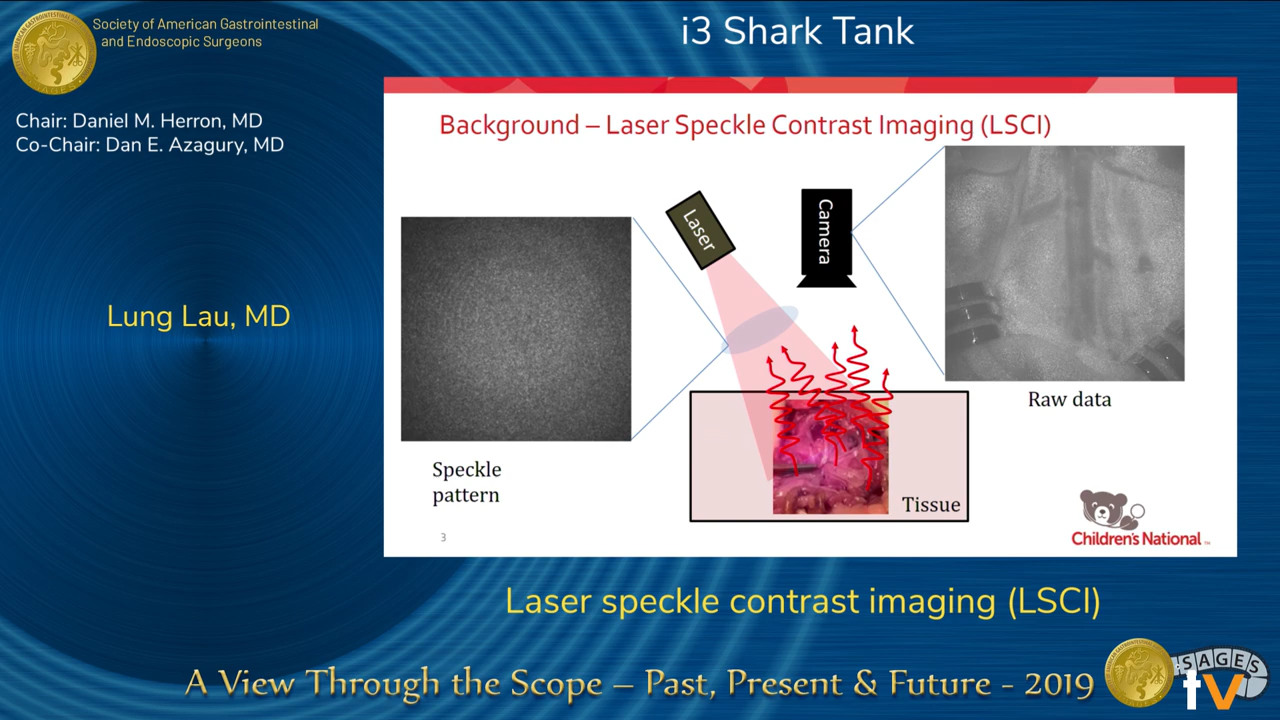 Society of American Gastrointestinal
and Endoscopic Surgeons
i3 Shark Tank
Chair: Daniel M. Herron, MD
Co-Chair: Dan E. Azagury, MD
Lung Lau, MD
Background – Laser Speckle Contrast Imaging (LSCI)
Laser
Camera
Raw data
Speckle
pattern
Tissue
3
Children's National ™
Laser speckle contrast imaging (LSCI)
A View Through the Scope – Past, Present & Future - 2019
SAGES
tv